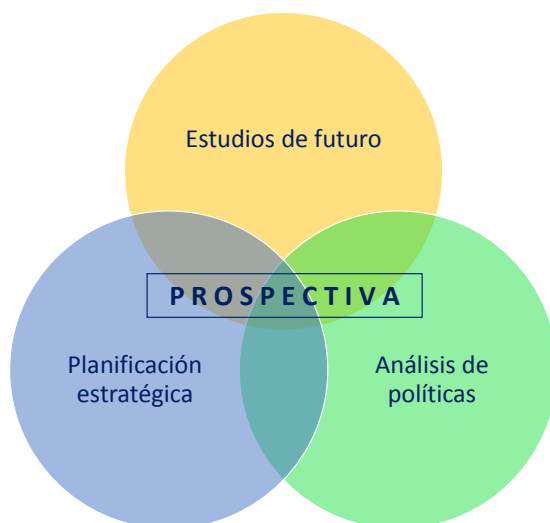 Estudios de futuro
PROSPECTIVA
Planificación
estratégica
Análisis de
políticas